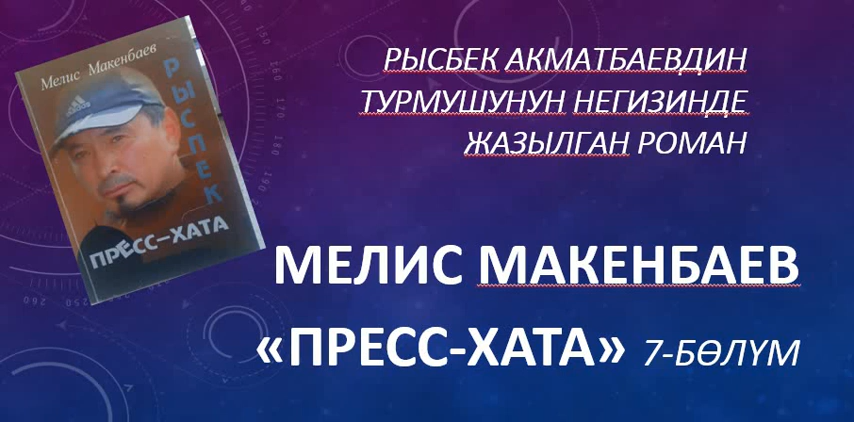 Мелис Макенбаев
РЫСПЕК
ПРЕСС-ХАТА
РЫСБЕК АКМАТБАЕВДИН
ТУРМУШУНУН НЕГИЗИНДЕ
ЖАЗЫЛГАН РОМАН
МЕЛИС МАКЕНБАЕВ
«ПРЕСС-ХАТА» 7-БӨЛҮМ